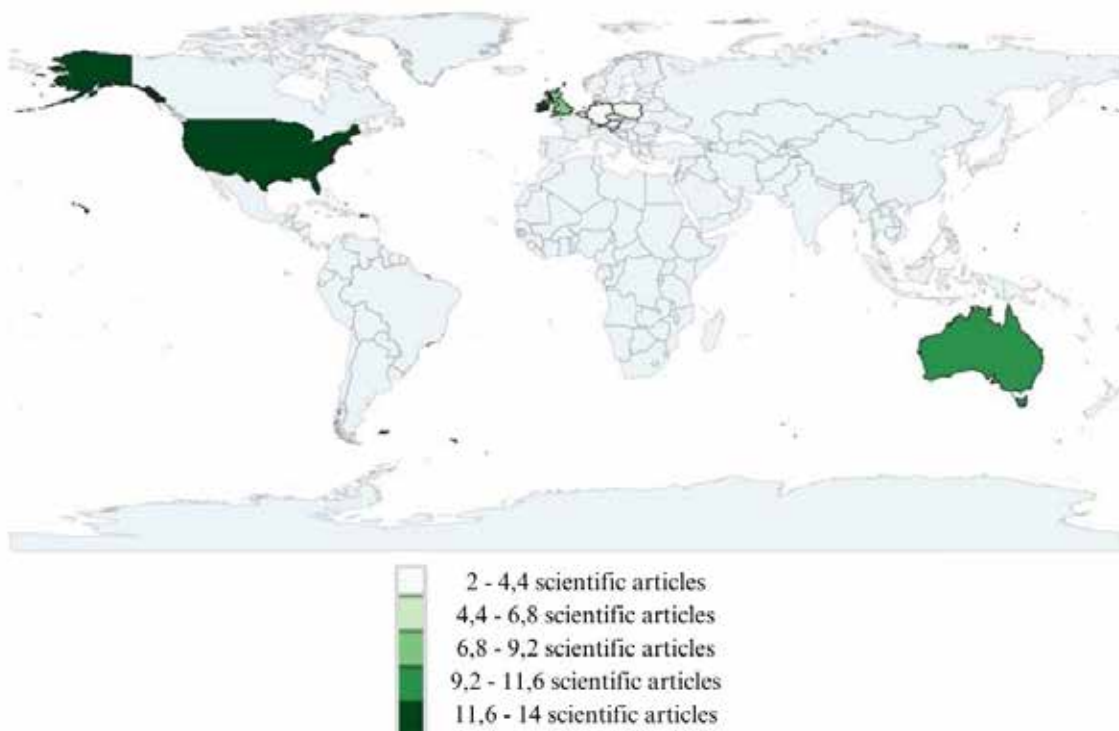 2 - 4,4 scientific articles
4,4 - 6,8 scientific articles
6,8 - 9,2 scientific articles
9,2 - 11,6 scientific articles
11,6 - 14 scientific articles